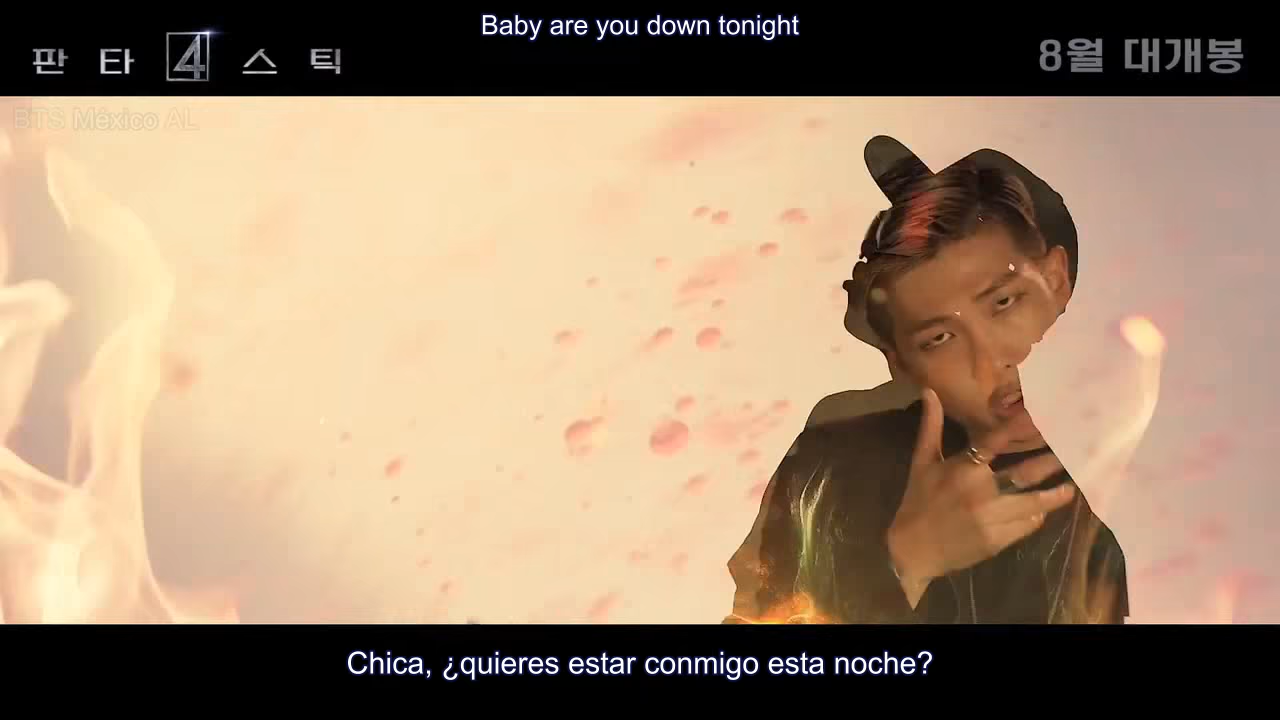 Baby are you down tonight
판 타 4 스 틱
8월 대개봉
BTS México AL
Chica, ¿quieres estar conmigo esta noche?